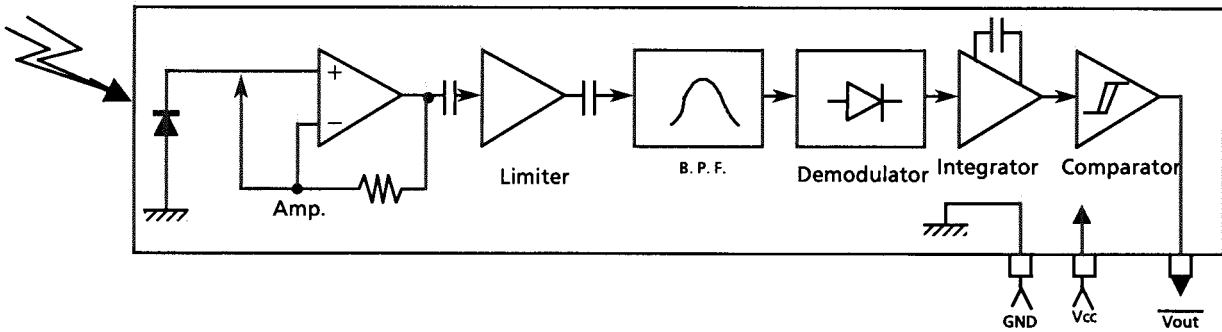 +
−
Amp.
Limiter
B. P. F.
Demodulator
Integrator
Comparator
GND
Vcc
Vout